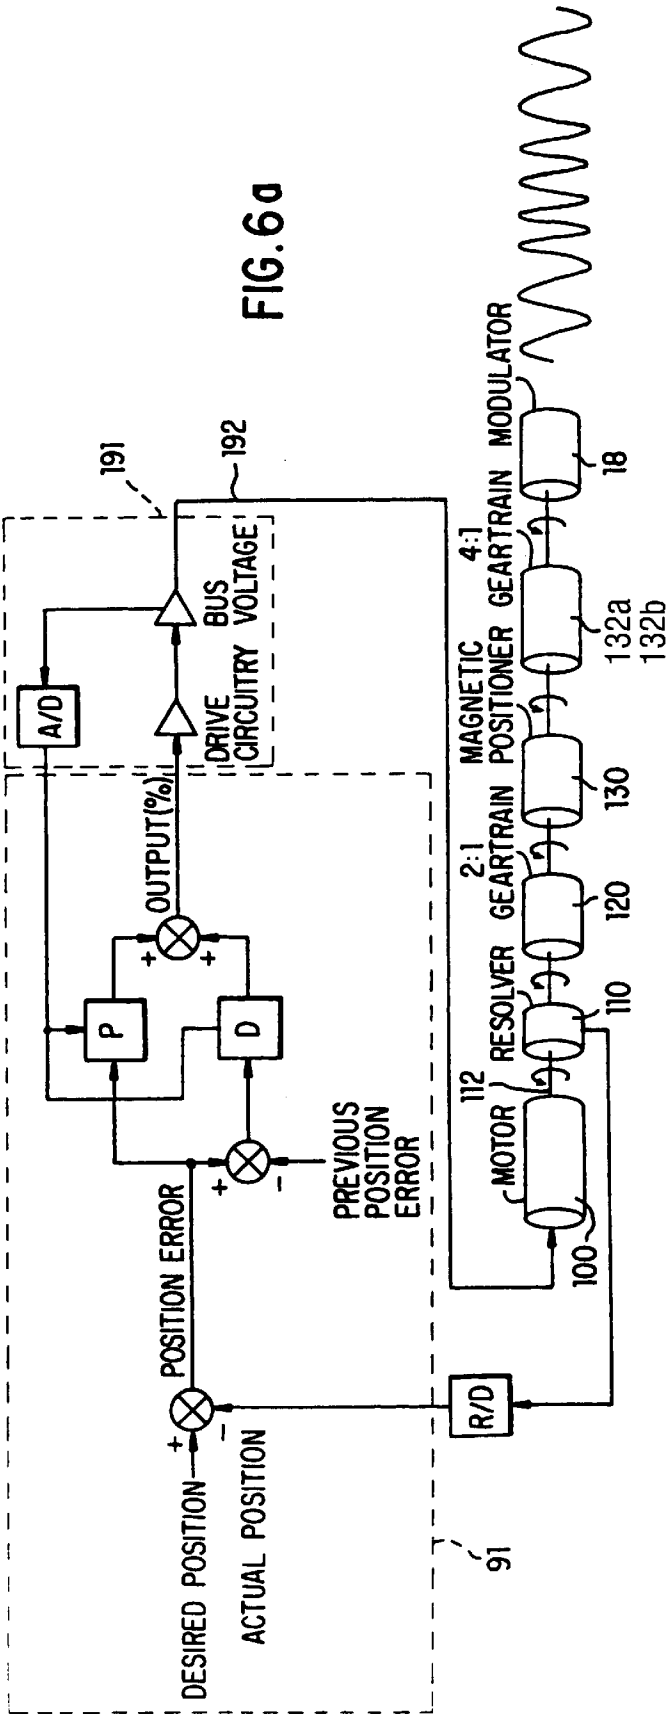 FIG.6a
191
192
A/D
DRIVE
CIRCUITRY
BUS
VOLTAGE
OUTPUT(%)
P
D
+
+
POSITION ERROR
+
-
PREVIOUS
POSITION
ERROR
DESIRED POSITION
+
-
ACTUAL POSITION
91
R/D
MOTOR
112
RESOLVER
2:1
GEARTRAIN
MAGNETIC
POSITIONER
4:1
GEARTRAIN
MODULATOR
100
110
120
130
132a
132b
18